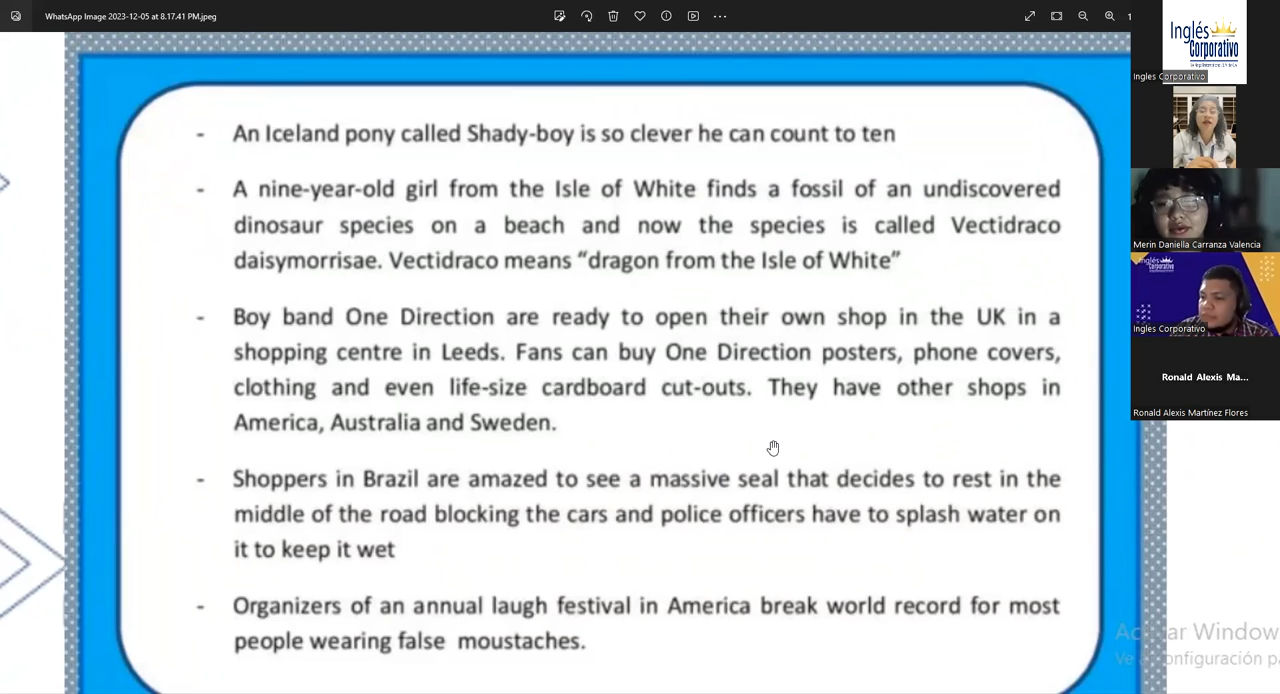 WhatsApp Image 2023-12-05 at 8.17.41 PM.jpeg
- An Iceland pony called Shady-boy is so clever he can count to ten
- A nine-year-old girl from the Isle of White finds a fossil of an undiscovered
dinosaur species on a beach and now the species is called Vectidraco
daisymorrisae. Vectidraco means “dragon from the Isle of White”
- Boy band One Direction are ready to open their own shop in the UK in a
shopping centre in Leeds. Fans can buy One Direction posters, phone covers,
clothing and even life-size cardboard cut-outs. They have other shops in
America, Australia and Sweden.
- Shoppers in Brazil are amazed to see a massive seal that decides to rest in the
middle of the road blocking the cars and police officers have to splash water on
it to keep it wet
- Organizers of an annual laugh festival in America break world record for most
people wearing false moustaches.
Inglés
Corporativo
Ingles Corporativo
Merin Daniella Carranza Valencia
Inglés
Corporativo
Ingles Corporativo
Ronald Alexis Ma...
Ronald Alexis Martínez Flores